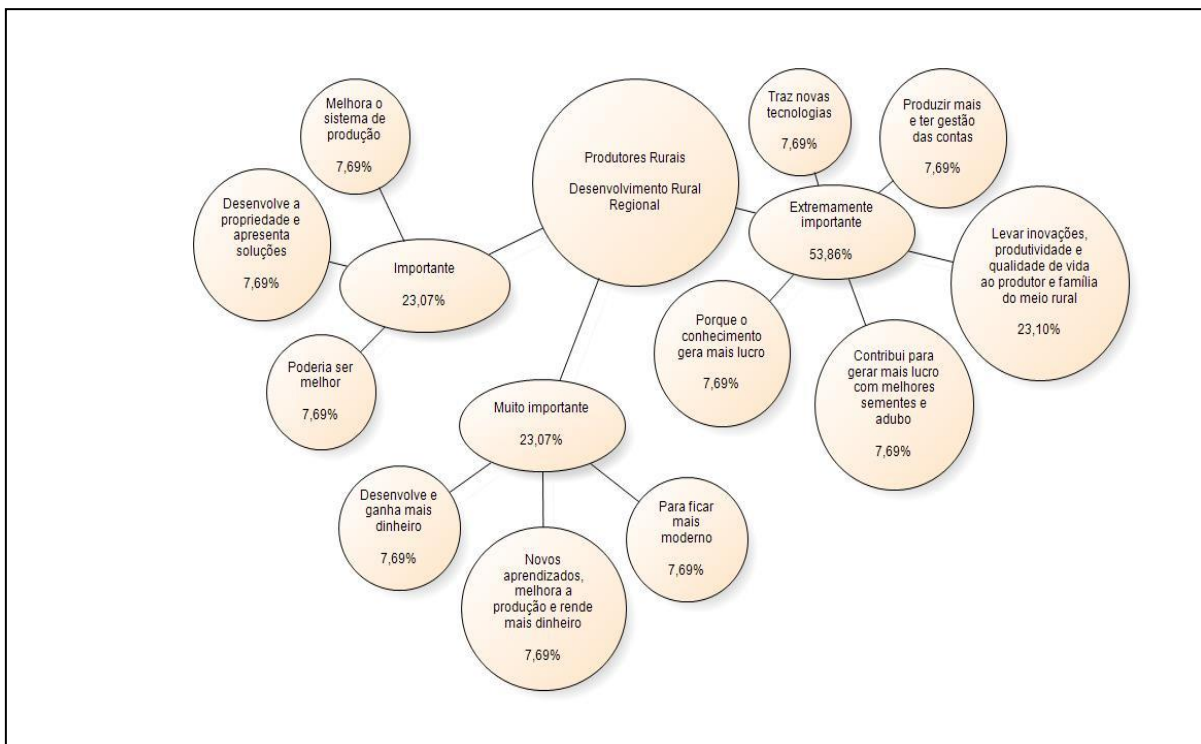 Produtores Rurais
Desenvolvimento Rural
Regional
Importante
23,07%
Melhora o
sistema de
produção
7,69%
Desenvolve a
propriedade e
apresenta
soluções
7,69%
Poderia ser
melhor
7,69%
Muito importante
23,07%
Desenvolve e
ganha mais
dinheiro
7,69%
Novos
aprendizados,
melhora a
produção e rende
mais dinheiro
7,69%
Para ficar
mais
moderno
7,69%
Extremamente
importante
53,86%
Traz novas
tecnologias
7,69%
Produzir mais
e ter gestão
das contas
7,69%
Levar inovações,
produtividade e
qualidade de vida
ao produtor e família
do meio rural
23,10%
Porque o
conhecimento
gera mais lucro
7,69%
Contribui para
gerar mais lucro
com melhores
sementes e
adubo
7,69%